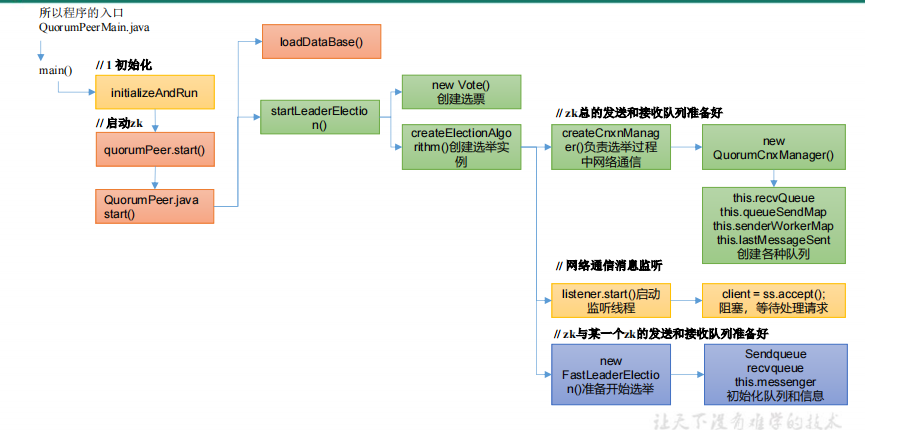 所以程序的入口
QuorumPeerMain.java
main()
// 1 初始化
initializeAndRun
// 启动zk
quorumPeer.start()
QuorumPeer.java
start()
loadDataBase()
startLeaderElectio
n()
new Vote()
创建选票
createElectionAlgo
rithm()创建选举实
例
// zk总的发送和接收队列准备好
createCnxnManag
er()负责选举过程
中网络通信
new
QuorumCnxManager()
this.recvQueue
this.queueSendMap
this.senderWorkerMap
this.lastMessageSent
创建各种队列
// 网络通信消息监听
listener.start()启动
监听线程
client = ss.accept();
阻塞，等待处理请求
// zk与某一个zk的发送和接收队列准备好
new
FastLeaderElectio
n()准备开始选举
Sendqueue
recvqueue
this.messenger
初始化队列和信息
让天下没有难学的技术